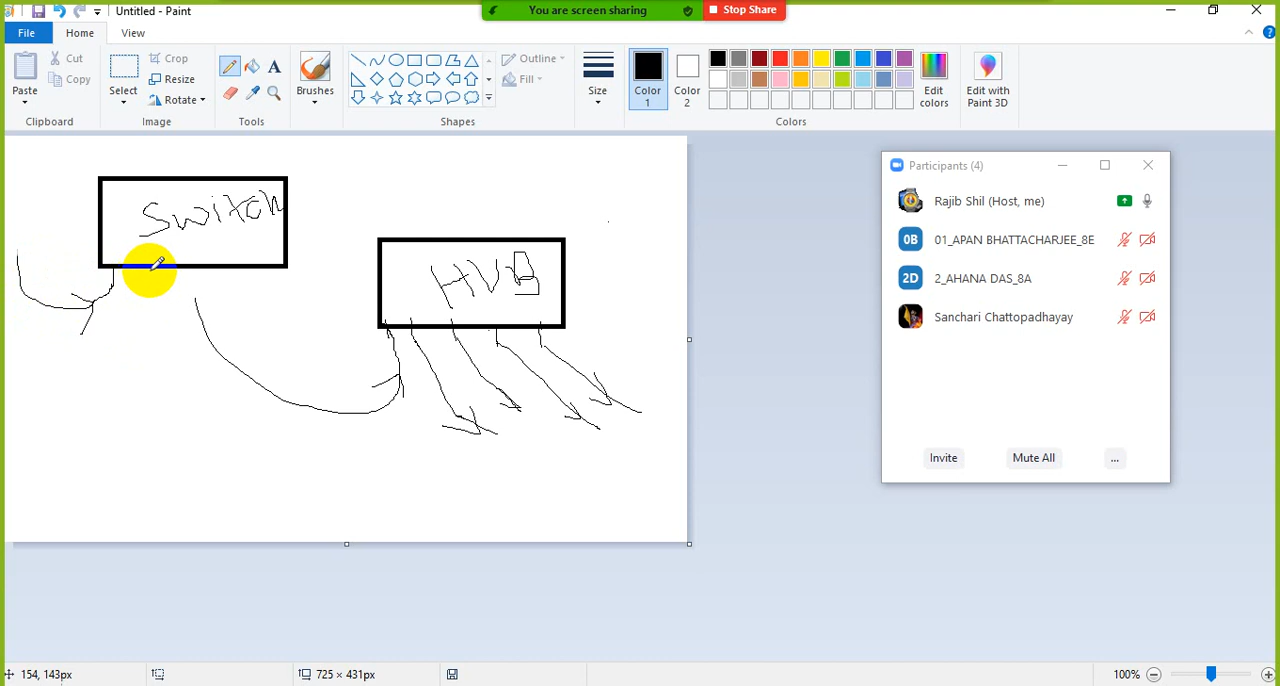 Untitled - Paint
You are screen sharing
Stop Share
File
Home
View
Paste
Cut
Copy
Clipboard
Select
Crop
Resize
Rotate
Image
A
Tools
Brushes
Outline
Fill
Shapes
Size
Color 1
Color 2
Edit colors
Colors
Edit with Paint 3D
Switch
HUB
Participants (4)
Rajib Shil (Host, me)
0B
01_APAN BHATTACHARJEE_8E
2D
2_AHANA DAS_8A
Sanchari Chattopadhayay
Invite
Mute All
...
154, 143px
725 × 431px
100%